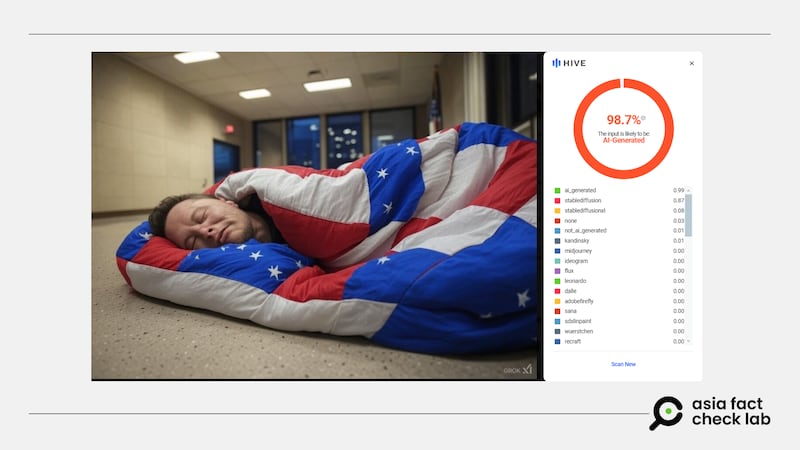 HIVE
×
98.7%
The input is likely to be
AI-Generated
ai_generated 0.99
stablediffusion 0.87
stablediffusionxl 0.08
none 0.03
not_ai_generated 0.01
kandinsky 0.01
midjourney 0.00
ideogram 0.00
flux 0.00
leonardo 0.00
dalle 0.00
adobefirefly 0.00
sana 0.00
sdxlinpaint 0.00
wuerstchen 0.00
recraft 0.00
Scan New
GROK xI
asia fact
check lab